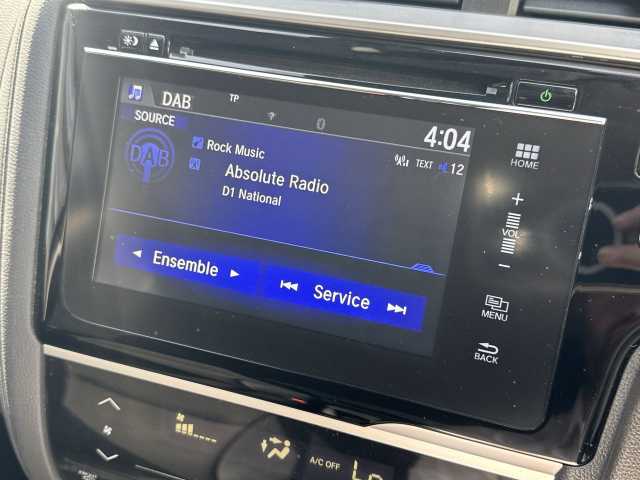 DAB
TP
4:04
SOURCE
DAB
Rock Music
TEXT
12
Absolute Radio
D1 National
Ensemble
Service
HOME
+
VOL
−
MENU
BACK
A/C OFF
Lo